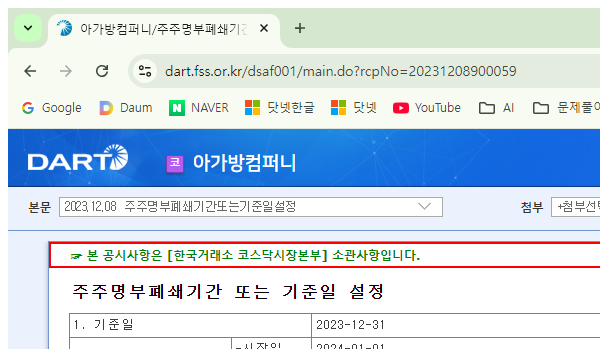 아가방컴퍼니/주주명부폐쇄기간
dart.fss.or.kr/dsaf001/main.do?rcpNo=20231208900059
Google Daum NAVER 닷넷한글 닷넷 YouTube AI 문제풀이
DART 코 아가방컴퍼니
본문 2023.12.08 주주명부폐쇄기간또는기준일설정 첨부 +첨부선택
☞ 본 공시사항은 [한국거래소 코스닥시장본부] 소관사항입니다.
주주명부폐쇄기간 또는 기준일 설정
1. 기준일 2023-12-31
-시작일 2024-01-01